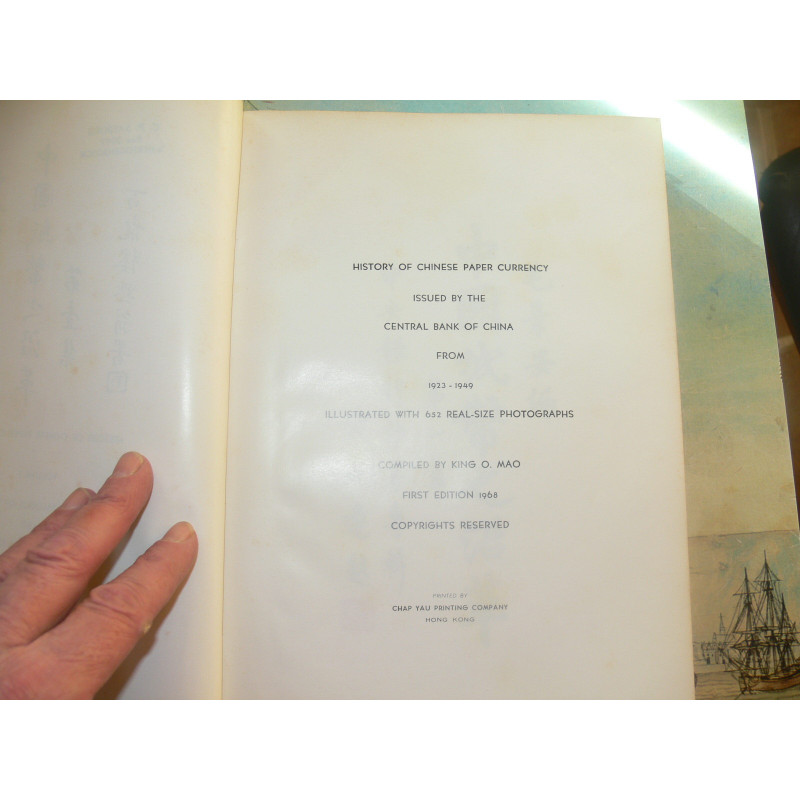 HISTORY OF CHINESE PAPER CURRENCY
ISSUED BY THE
CENTRAL BANK OF CHINA
FROM
1923 - 1949
ILLUSTRATED WITH 652 REAL-SIZE PHOTOGRAPHS
COMPILED BY KING O. MAO
FIRST EDITION 1968
COPYRIGHTS RESERVED
PRINTED BY
CHAP YAU PRINTING COMPANY
HONG KONG